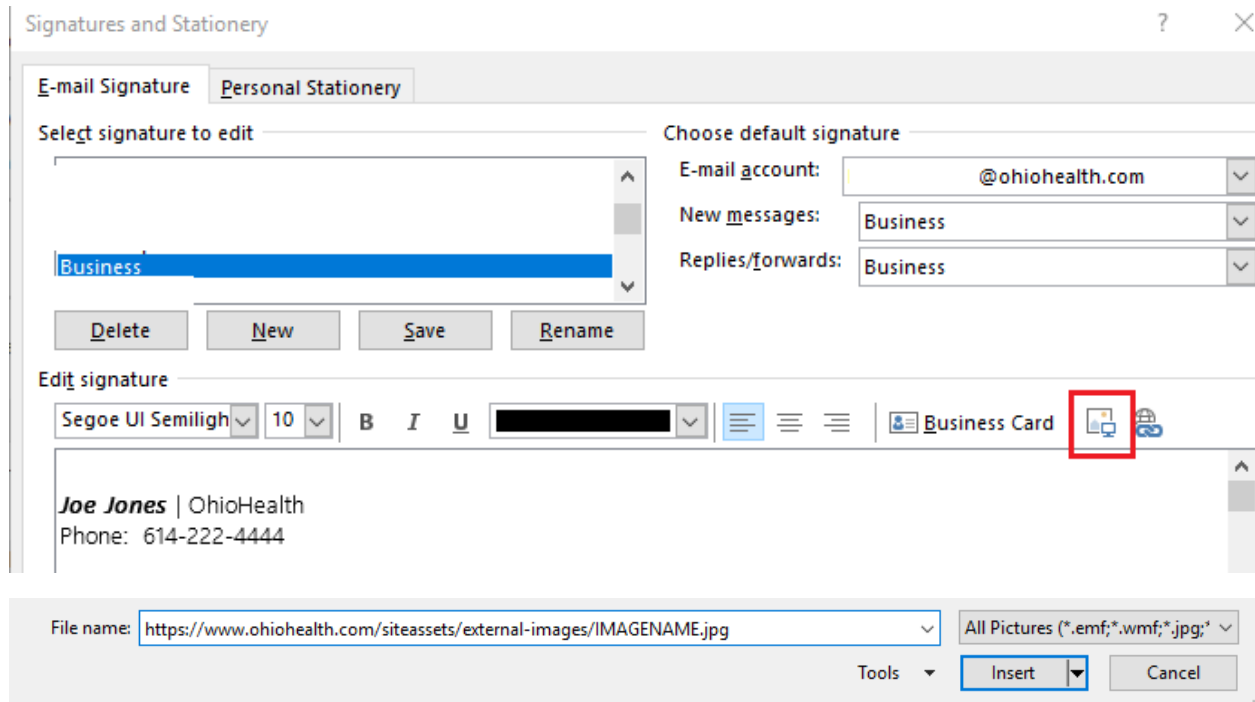 Signatures and Stationery ?
E-mail Signature Personal Stationery
Select signature to edit Choose default signature
E-mail account: @ohiohealth.com
New messages: Business
Business Replies/forwards: Business
Delete New Save Rename
Edit signature
Segoe UI Semiligh 10 B I U Business Card
Joe Jones | OhioHealth
Phone: 614-222-4444
File name: https://www.ohiohealth.com/siteassets/external-images/IMAGENAME.jpg All Pictures (*.emf;*.wmf;*.jpg;*
Tools Insert Cancel